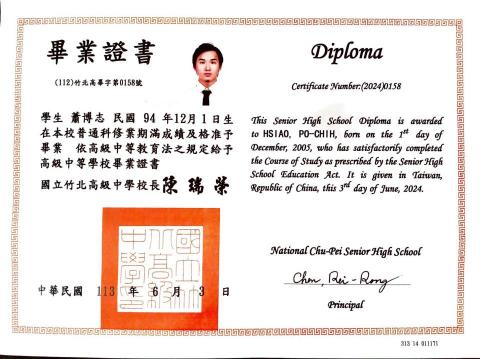 畢業證書
(112)竹北高畢字第0158號
學生 蕭博志 民國 94 年 12 月 1 日生
在本校普通科修業期滿成績及格准予
畢業 依高級中等教育法之規定給予
高級中等學校畢業證書
國立竹北高級中學校長 陳瑞榮
中華民國 113 年 6 月 3 日
Diploma
Certificate Number:(2024)0158
This Senior High School Diploma is awarded
to HSIAO, PO-CHIH, born on the 1st day of
December, 2005, who has satisfactorily completed
the Course of Study as prescribed by the Senior High
School Education Act. It is given in Taiwan,
Republic of China, this 3rd day of June, 2024.
National Chu-Pei Senior High School
Chen, Rei-Rong
Principal
313 14 011171